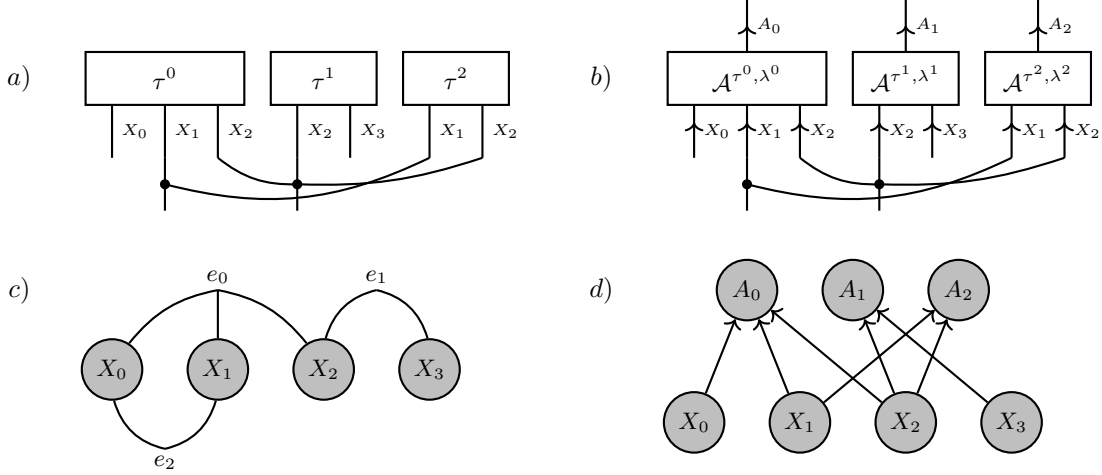 a)
τ^0 τ^1 τ^2
X_0 X_1 X_2 X_2 X_3 X_1 X_2
b)
A_0 A_1 A_2
𝒜^{τ^0,λ^0} 𝒜^{τ^1,λ^1} 𝒜^{τ^2,λ^2}
X_0 X_1 X_2 X_2 X_3 X_1 X_2
c)
e_0 e_1
X_0 X_1 X_2 X_3
e_2
d)
A_0 A_1 A_2
X_0 X_1 X_2 X_3